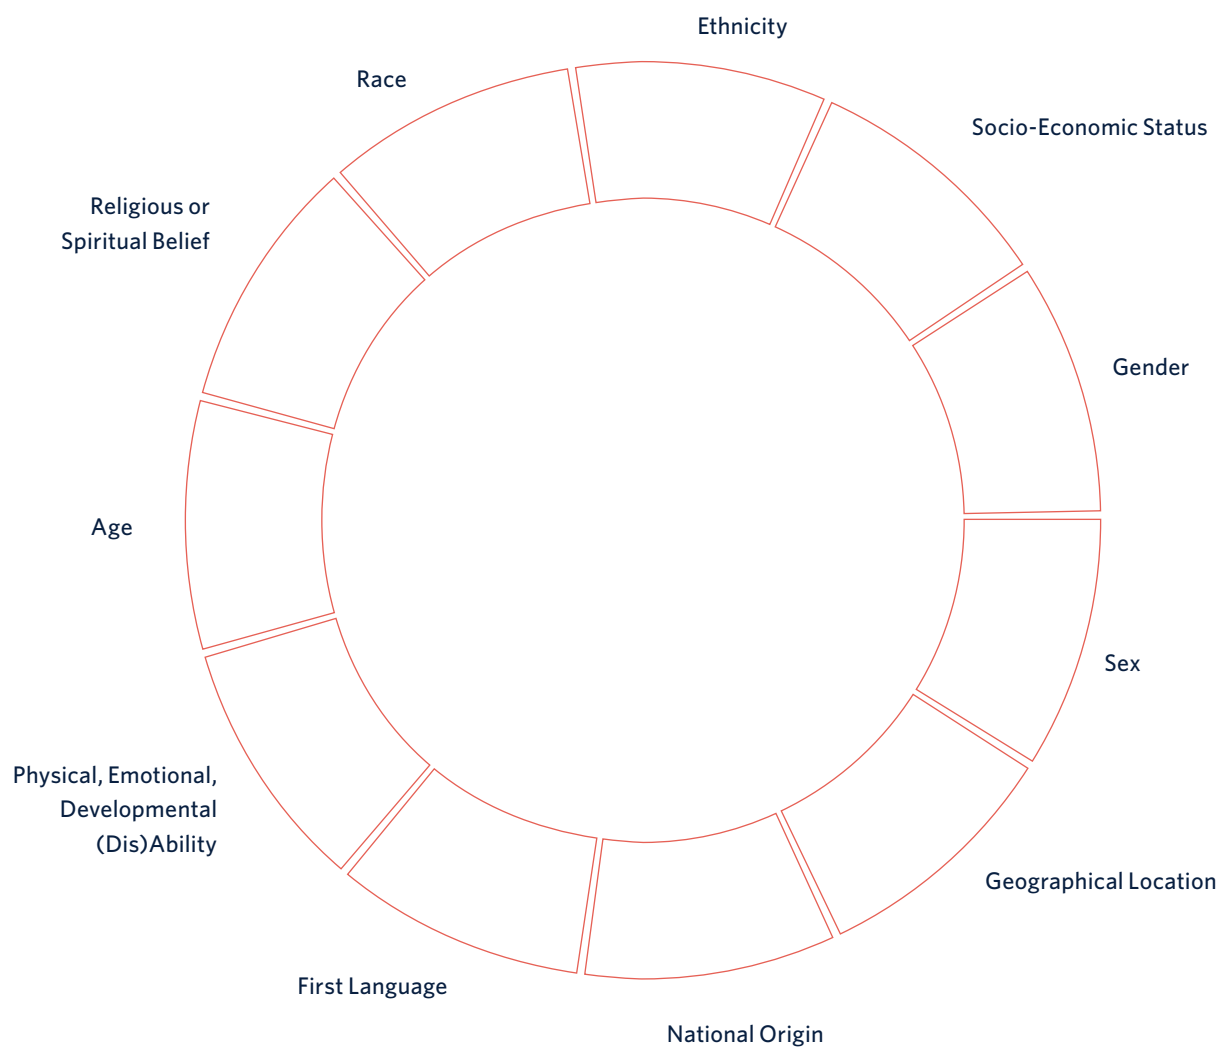 Ethnicity
Race
Socio-Economic Status
Religious or
Spiritual Belief
Gender
Age
Sex
Physical, Emotional,
Developmental
(Dis)Ability
Geographical Location
First Language
National Origin